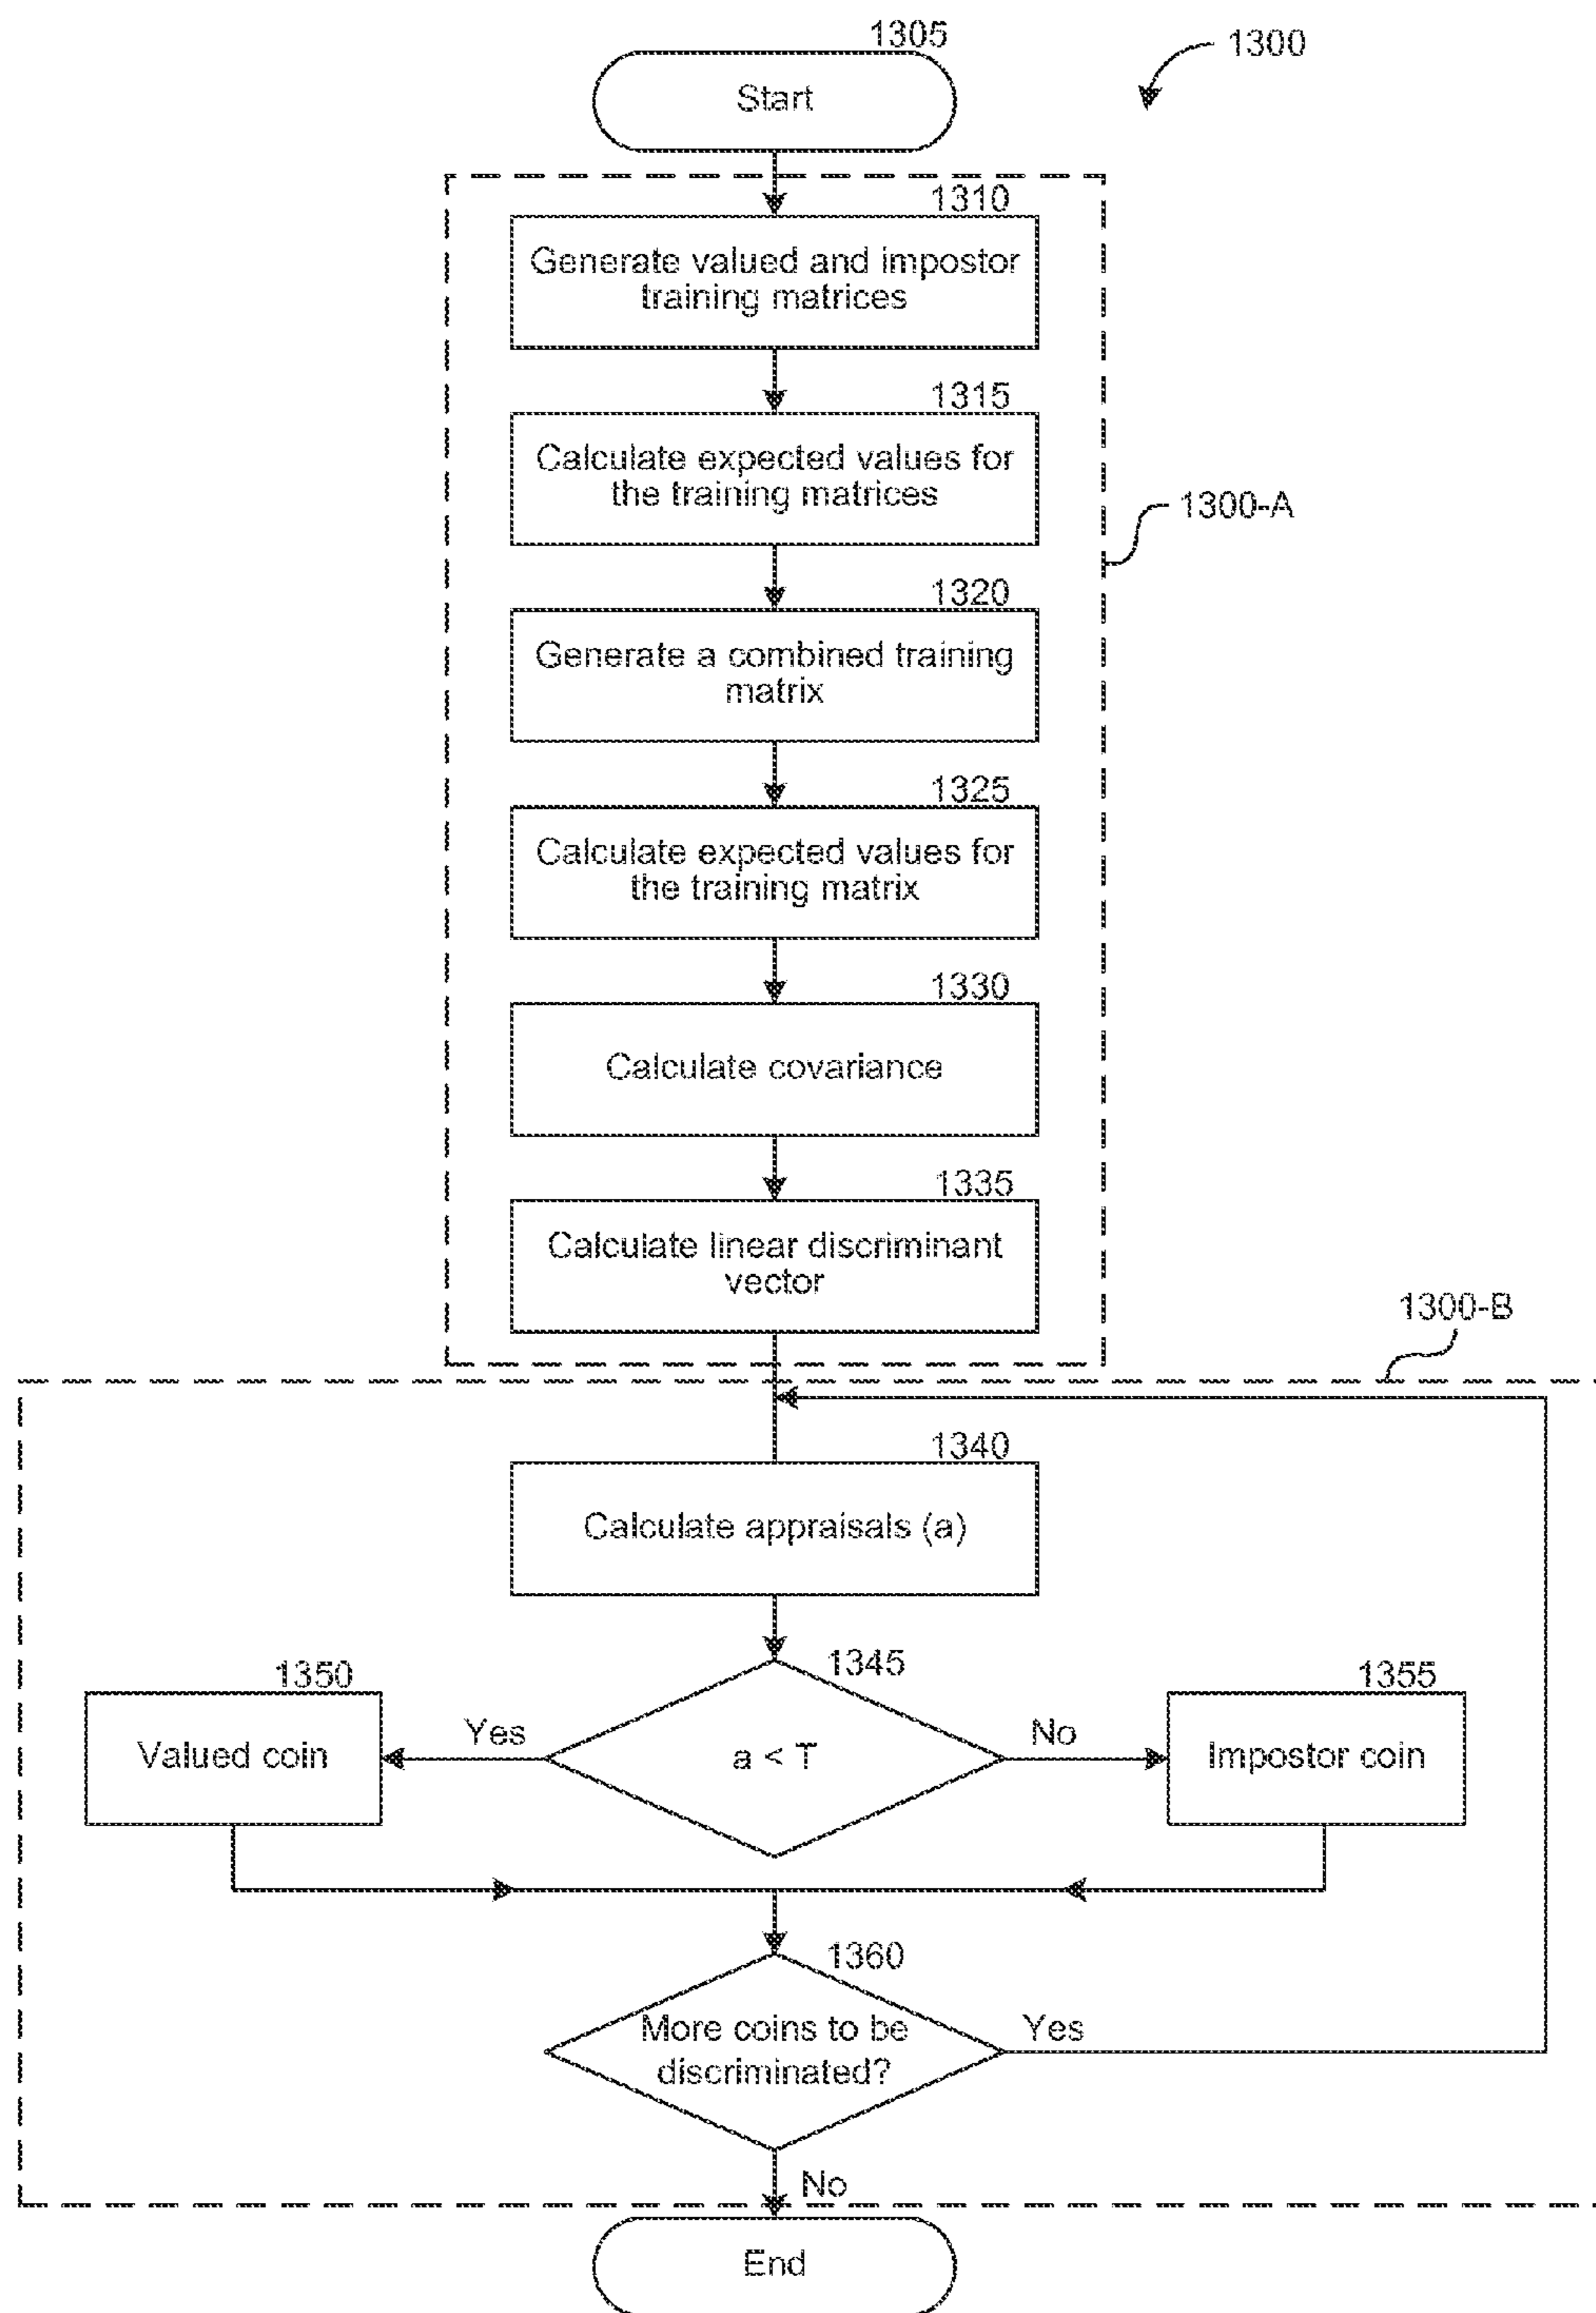 1305
1300
Start
1310
Generate valued and impostor
training matrices
1315
Calculate expected values for
the training matrices
1300-A
1320
Generate a combined training
matrix
1325
Calculate expected values for
the training matrix
1330
Calculate covariance
1335
Calculate linear discriminant
vector
1300-B
1340
Calculate appraisals (a)
1345
1350
1355
Yes
No
Valued coin
a < T
Impostor coin
1360
More coins to be
discriminated?
Yes
No
End